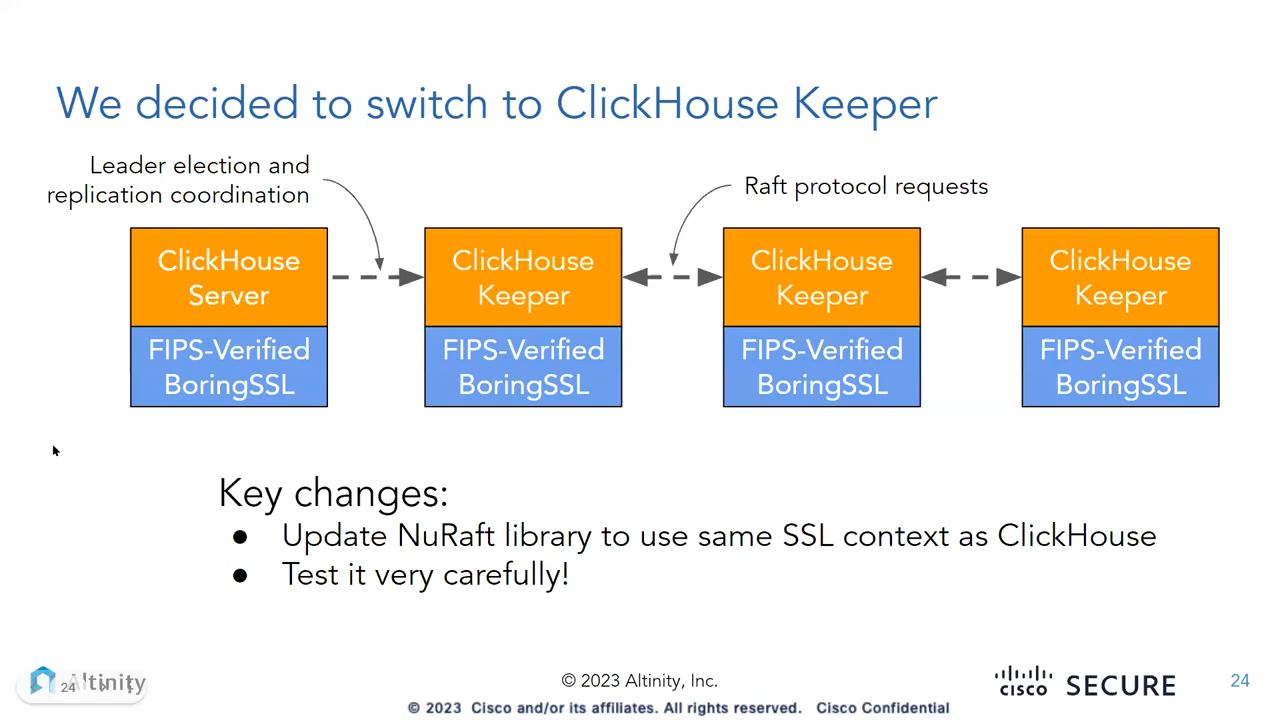 We decided to switch to ClickHouse Keeper
Leader election and
replication coordination
Raft protocol requests
ClickHouse
Server
FIPS-Verified
BoringSSL
ClickHouse
Keeper
FIPS-Verified
BoringSSL
ClickHouse
Keeper
FIPS-Verified
BoringSSL
ClickHouse
Keeper
FIPS-Verified
BoringSSL
Key changes:
● Update NuRaft library to use same SSL context as ClickHouse
● Test it very carefully!
Altinity
24
© 2023 Altinity, Inc.
CISCO SECURE
24
© 2023 Cisco and/or its affiliates. All rights reserved. Cisco Confidential